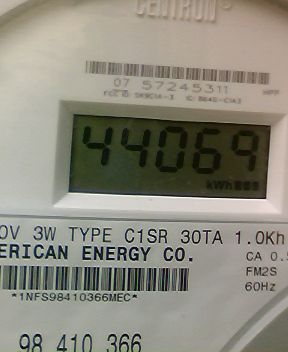 CENTRON®
07 57245311
44069
kWh
0V 3W TYPE C1SR 30TA 1.0Kh
ERICAN ENERGY CO.
CA 0.5
FM2S
*1NFS98410366MEC*
60Hz
98 410 366